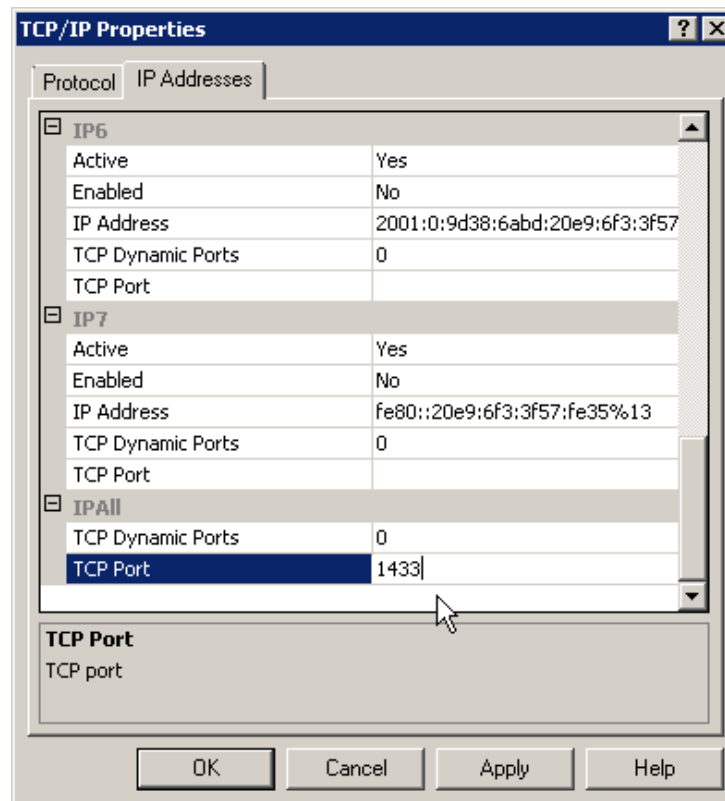 TCP/IP Properties
Protocol IP Addresses
IP6
Active Yes
Enabled No
IP Address 2001:0:9d38:6abd:20e9:6f3:3f57
TCP Dynamic Ports 0
TCP Port
IP7
Active Yes
Enabled No
IP Address fe80::20e9:6f3:3f57:fe35%13
TCP Dynamic Ports 0
TCP Port
IPAll
TCP Dynamic Ports 0
TCP Port 1433
TCP Port
TCP port
OK Cancel Apply Help